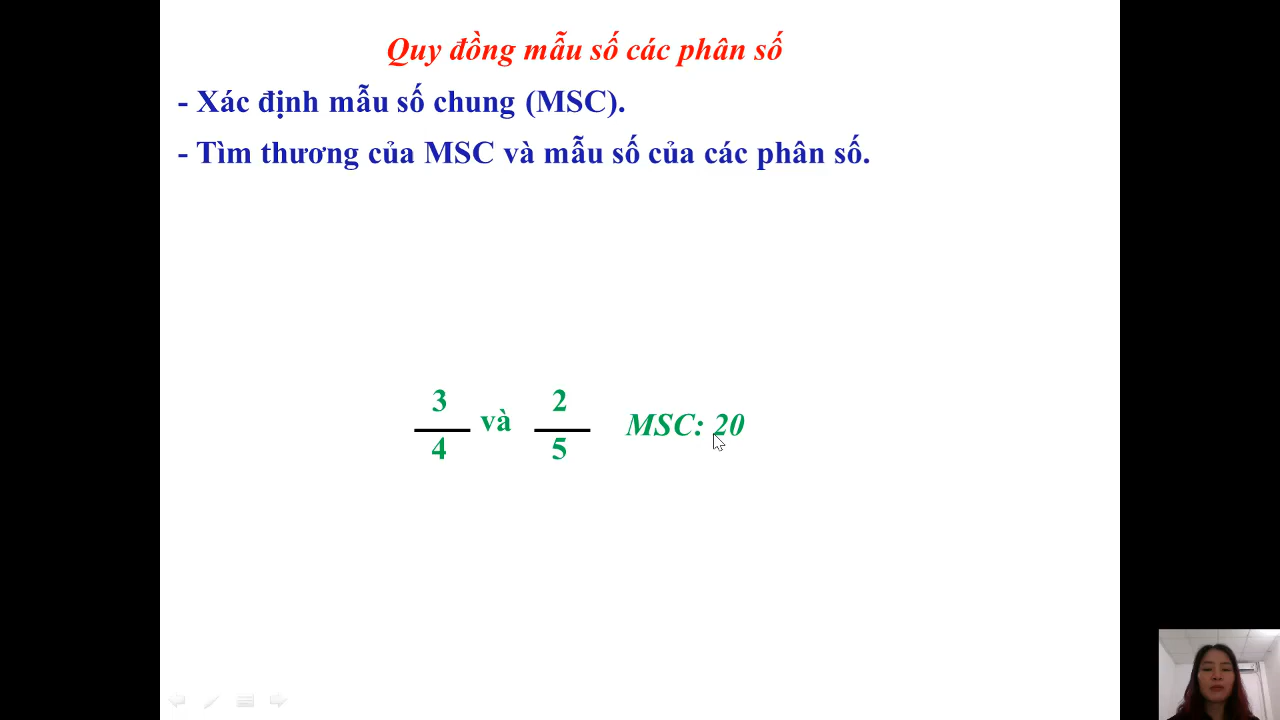 Quy đồng mẫu số các phân số
- Xác định mẫu số chung (MSC).
- Tìm thương của MSC và mẫu số của các phân số.
3/4 và 2/5 MSC: 20